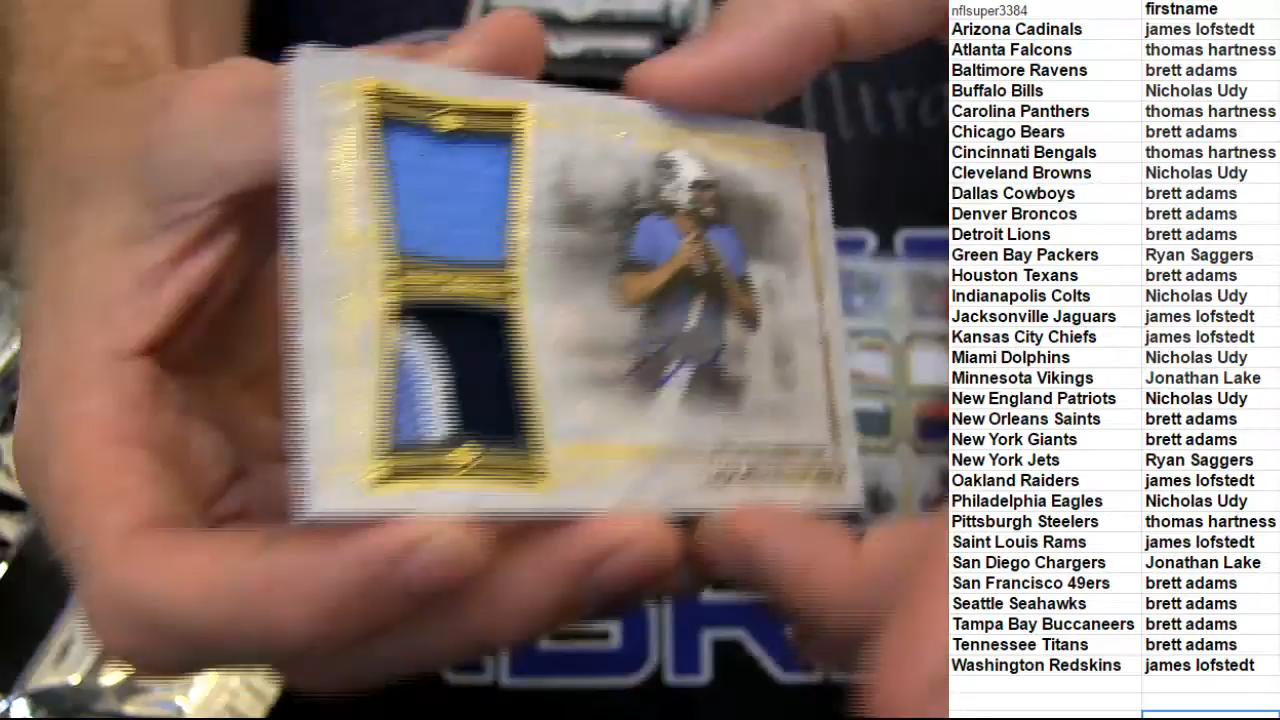 nflsuper3384 firstname
Arizona Cadinals james lofstedt
Atlanta Falcons thomas hartness
Baltimore Ravens brett adams
Buffalo Bills Nicholas Udy
Carolina Panthers thomas hartness
Chicago Bears brett adams
Cincinnati Bengals thomas hartness
Cleveland Browns Nicholas Udy
Dallas Cowboys brett adams
Denver Broncos brett adams
Detroit Lions brett adams
Green Bay Packers Ryan Saggers
Houston Texans brett adams
Indianapolis Colts Nicholas Udy
Jacksonville Jaguars james lofstedt
Kansas City Chiefs james lofstedt
Miami Dolphins Nicholas Udy
Minnesota Vikings Jonathan Lake
New England Patriots Nicholas Udy
New Orleans Saints brett adams
New York Giants brett adams
New York Jets Ryan Saggers
Oakland Raiders james lofstedt
Philadelphia Eagles Nicholas Udy
Pittsburgh Steelers thomas hartness
Saint Louis Rams james lofstedt
San Diego Chargers Jonathan Lake
San Francisco 49ers brett adams
Seattle Seahawks brett adams
Tampa Bay Buccaneers brett adams
Tennessee Titans brett adams
Washington Redskins james lofstedt